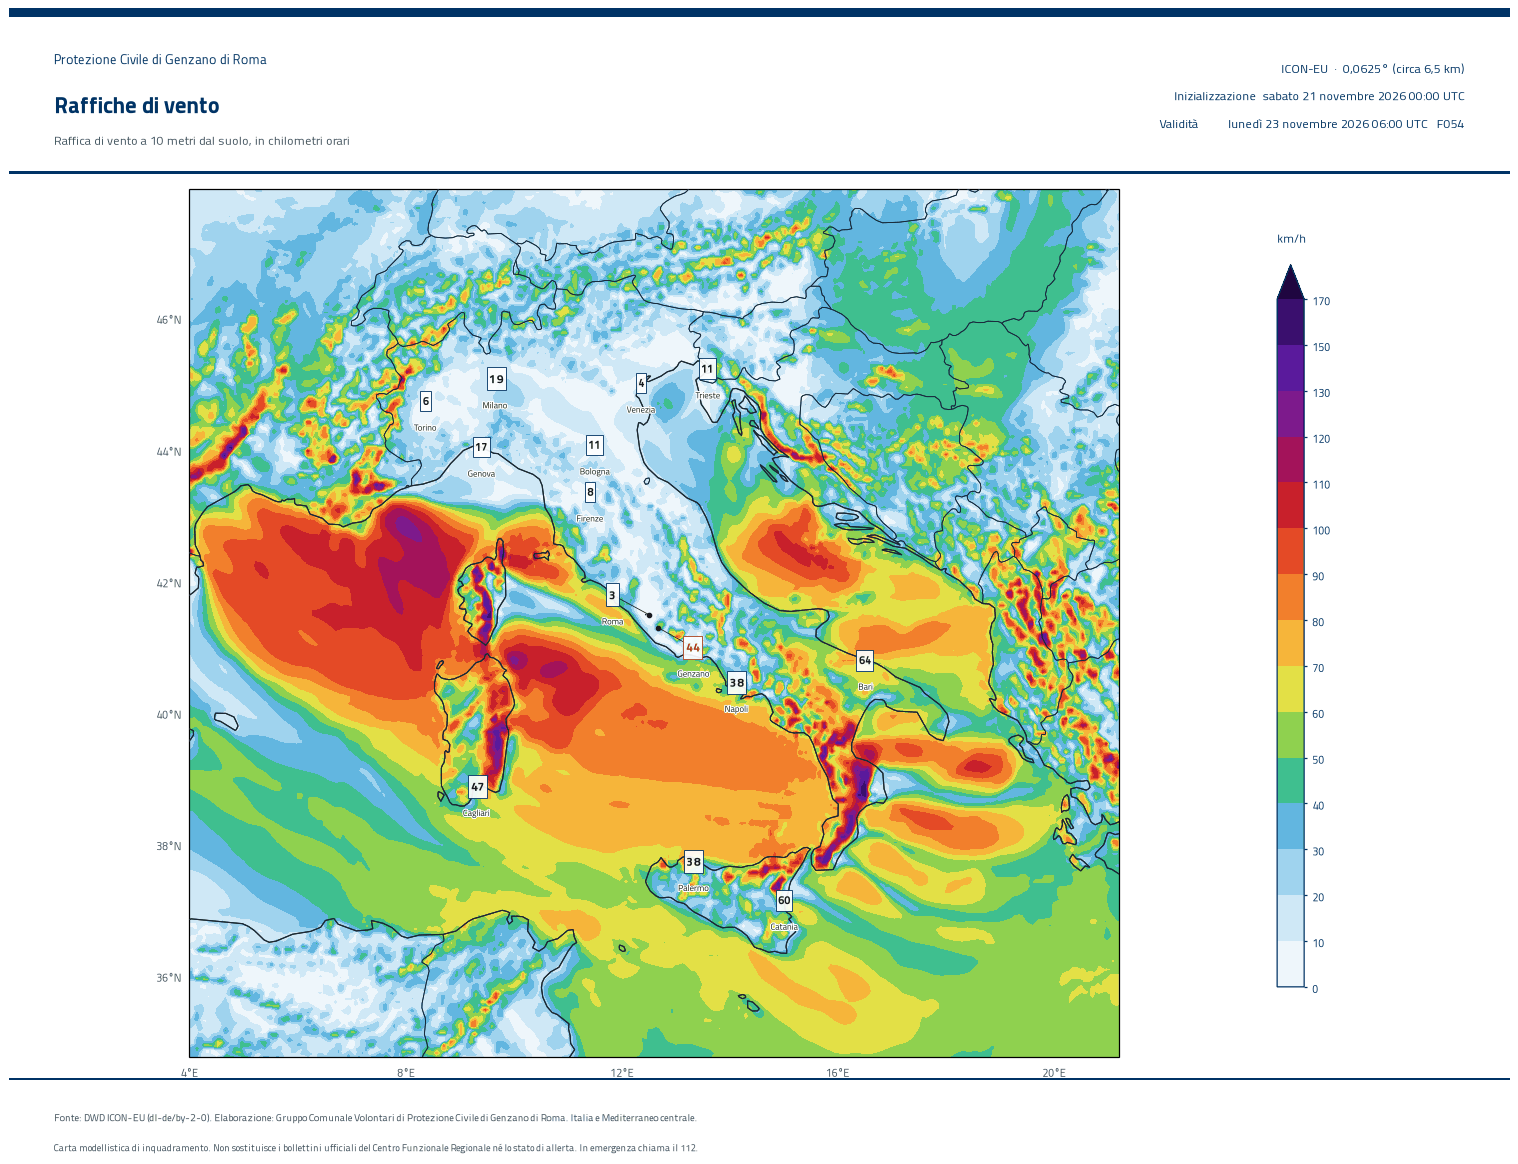 Protezione Civile di Genzano di Roma
Raffiche di vento
Raffica di vento a 10 metri dal suolo, in chilometri orari
ICON-EU · 0,0625° (circa 6,5 km)
Inizializzazione sabato 21 novembre 2026 00:00 UTC
Validità lunedì 23 novembre 2026 06:00 UTC F054
km/h
170
150
130
120
110
100
90
80
70
60
50
40
30
20
10
0
46°N
44°N
42°N
40°N
38°N
36°N
4°E
8°E
12°E
16°E
20°E
19
Milano
6
Torino
4
Venezia
11
Trieste
17
Genova
11
Bologna
8
Firenze
3
Roma
44
Genzano
38
Napoli
64
Bari
47
Cagliari
38
Palermo
60
Catania
Fonte: DWD ICON-EU (dl-de/by-2-0). Elaborazione: Gruppo Comunale Volontari di Protezione Civile di Genzano di Roma. Italia e Mediterraneo centrale.
Carta modellistica di inquadramento. Non sostituisce i bollettini ufficiali del Centro Funzionale Regionale né lo stato di allerta. In emergenza chiama il 112.